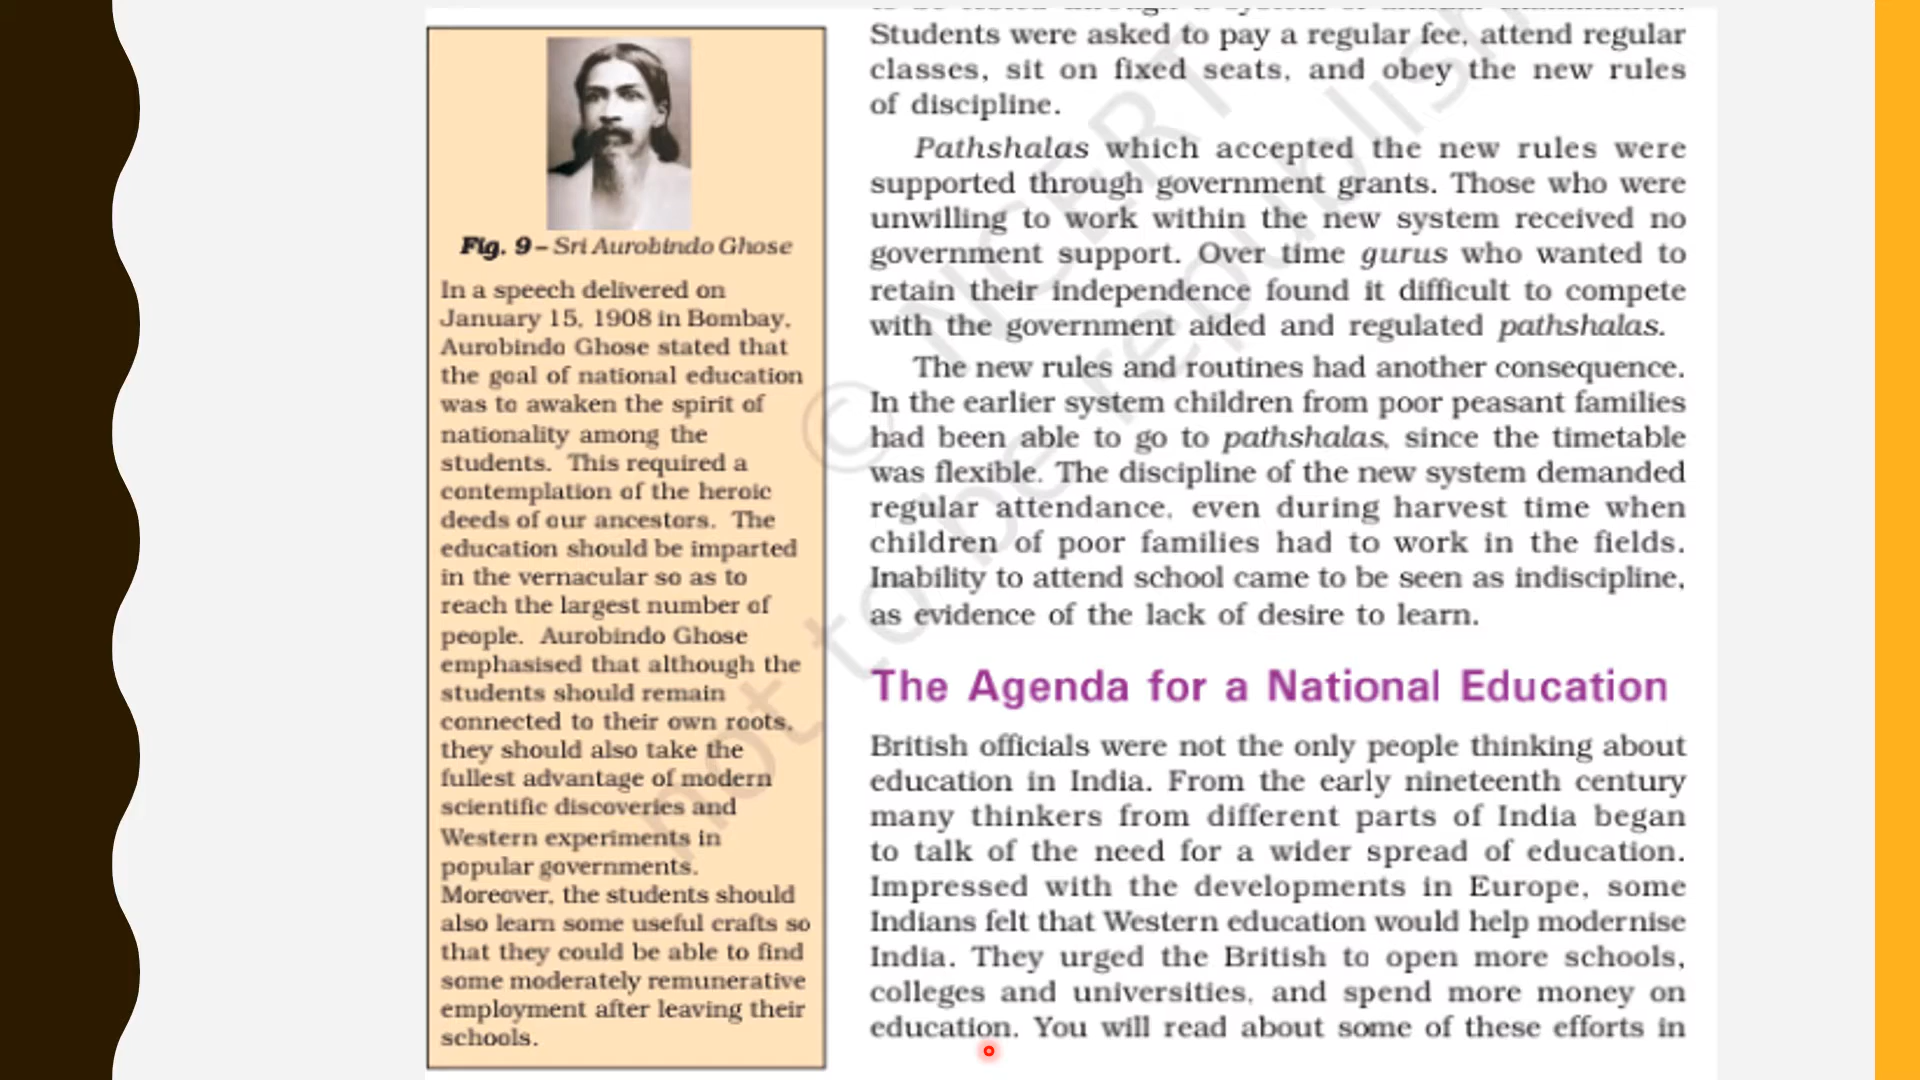 Fig. 9 – Sri Aurobindo Ghose
In a speech delivered on
January 15, 1908 in Bombay,
Aurobindo Ghose stated that
the goal of national education
was to awaken the spirit of
nationality among the
students. This required a
contemplation of the heroic
deeds of our ancestors. The
education should be imparted
in the vernacular so as to
reach the largest number of
people. Aurobindo Ghose
emphasised that although the
students should remain
connected to their own roots,
they should also take the
fullest advantage of modern
scientific discoveries and
Western experiments in
popular governments.
Moreover, the students should
also learn some useful crafts so
that they could be able to find
some moderately remunerative
employment after leaving their
schools.
Students were asked to pay a regular fee, attend regular
classes, sit on fixed seats, and obey the new rules
of discipline.
Pathshalas which accepted the new rules were
supported through government grants. Those who were
unwilling to work within the new system received no
government support. Over time gurus who wanted to
retain their independence found it difficult to compete
with the government aided and regulated pathshalas.
The new rules and routines had another consequence.
In the earlier system children from poor peasant families
had been able to go to pathshalas, since the timetable
was flexible. The discipline of the new system demanded
regular attendance, even during harvest time when
children of poor families had to work in the fields.
Inability to attend school came to be seen as indiscipline,
as evidence of the lack of desire to learn.
The Agenda for a National Education
British officials were not the only people thinking about
education in India. From the early nineteenth century
many thinkers from different parts of India began
to talk of the need for a wider spread of education.
Impressed with the developments in Europe, some
Indians felt that Western education would help modernise
India. They urged the British to open more schools,
colleges and universities, and spend more money on
education. You will read about some of these efforts in
© NCERT
not to be republish